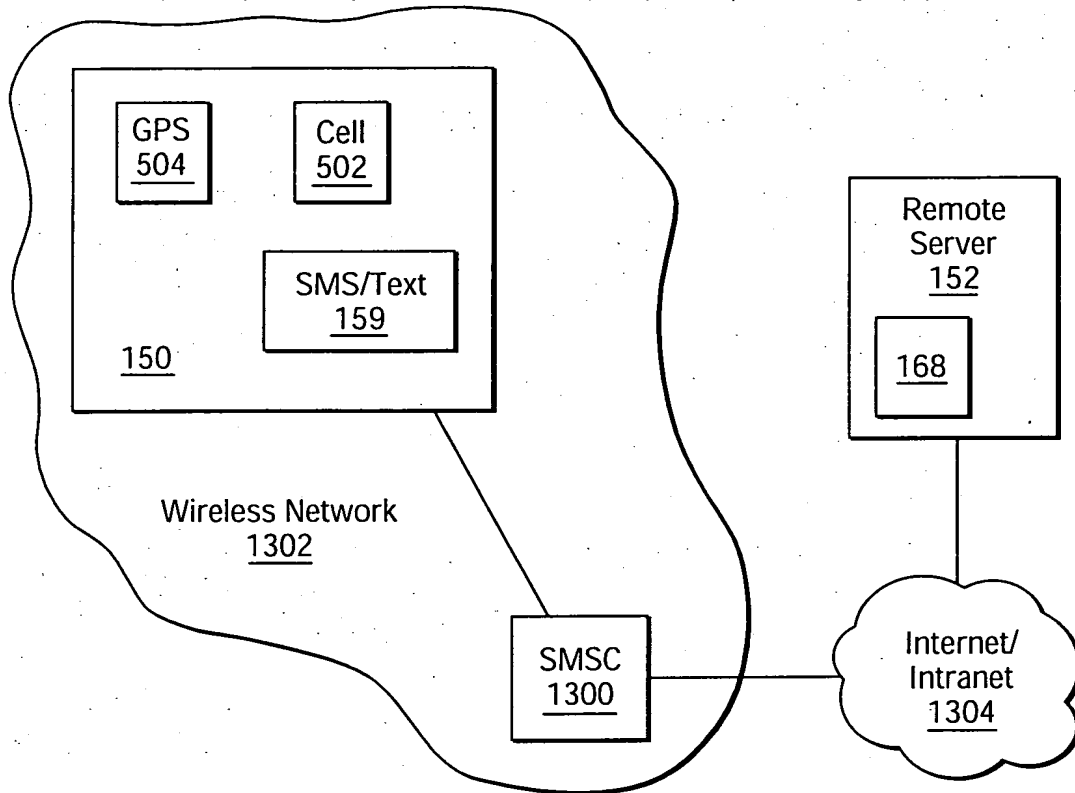 GPS
504
Cell
502
SMS/Text
159
150
Remote
Server
152
168
Wireless Network
1302
SMSC
1300
Internet/
Intranet
1304